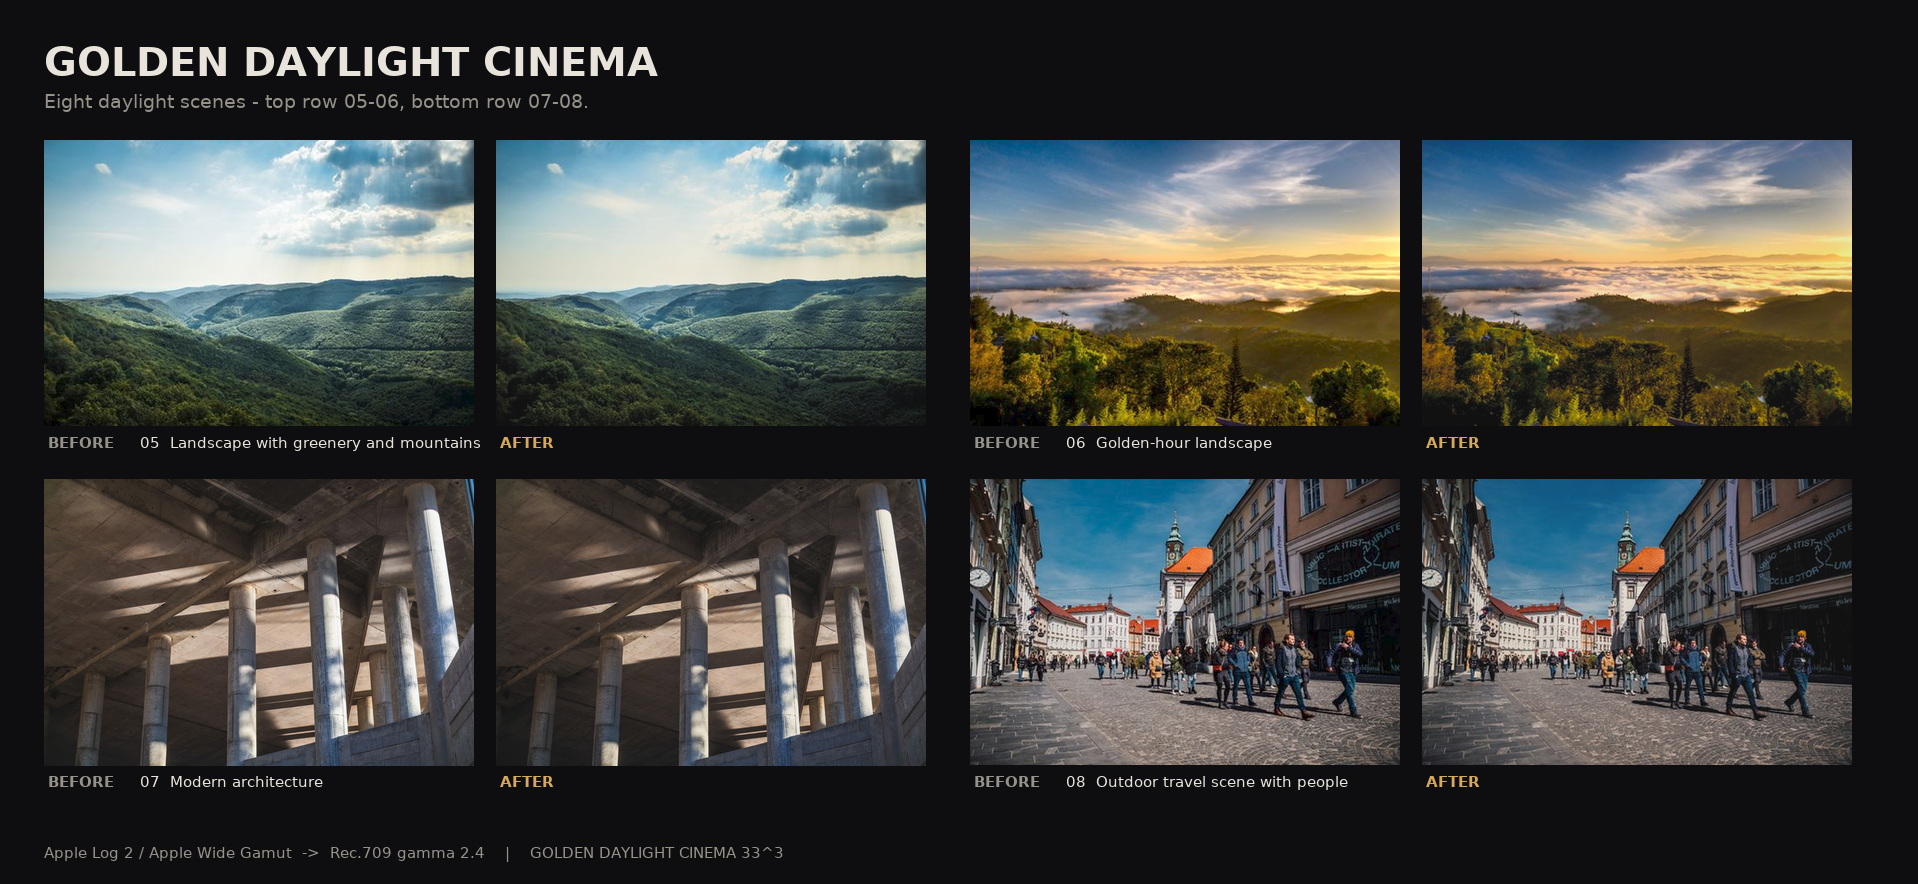 GOLDEN DAYLIGHT CINEMA
Eight daylight scenes - top row 05-06, bottom row 07-08.
BEFORE 05 Landscape with greenery and mountains AFTER
BEFORE 06 Golden-hour landscape AFTER
COLLECTOR
BEFORE 07 Modern architecture AFTER
BEFORE 08 Outdoor travel scene with people AFTER
Apple Log 2 / Apple Wide Gamut -> Rec.709 gamma 2.4 | GOLDEN DAYLIGHT CINEMA 33^3